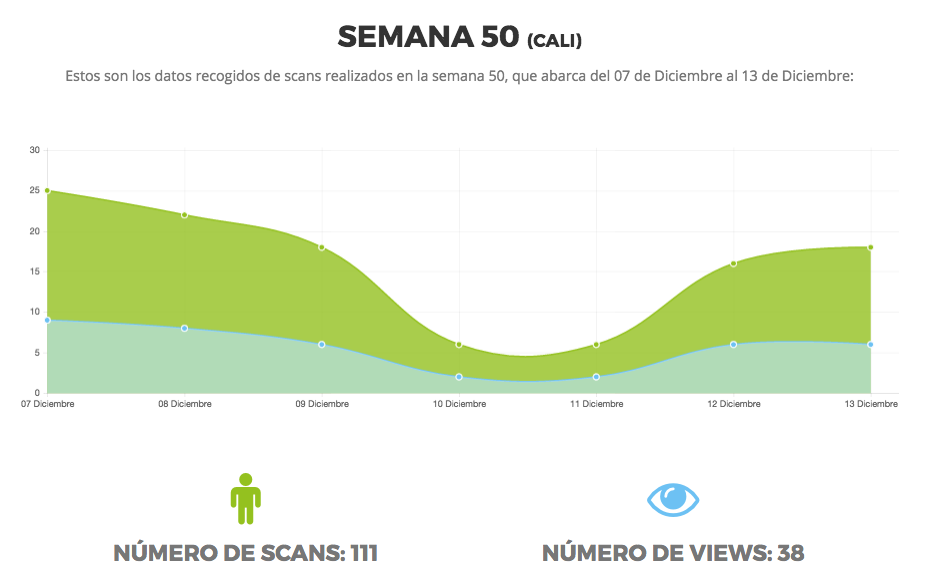 SEMANA 50 (CALI)
Estos son los datos recogidos de scans realizados en la semana 50, que abarca del 07 de Diciembre al 13 de Diciembre:
30
25
20
15
10
5
0
07 Diciembre 08 Diciembre 09 Diciembre 10 Diciembre 11 Diciembre 12 Diciembre 13 Diciembre
NÚMERO DE SCANS: 111 NÚMERO DE VIEWS: 38